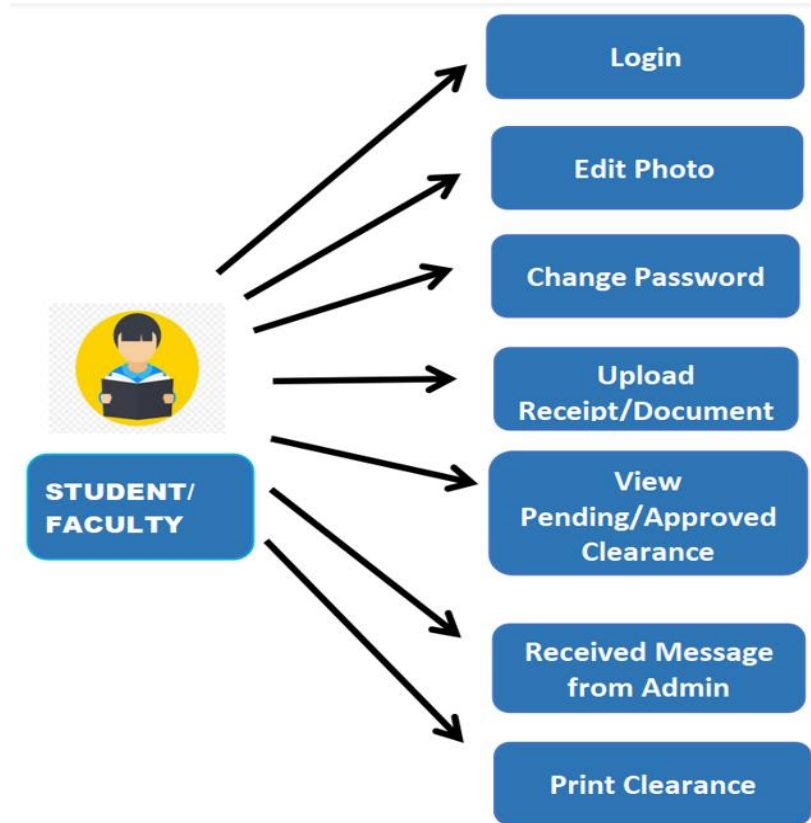 Login
Edit Photo
Change Password
Upload
Receipt/Document
STUDENT/
FACULTY
View
Pending/Approved
Clearance
Received Message
from Admin
Print Clearance